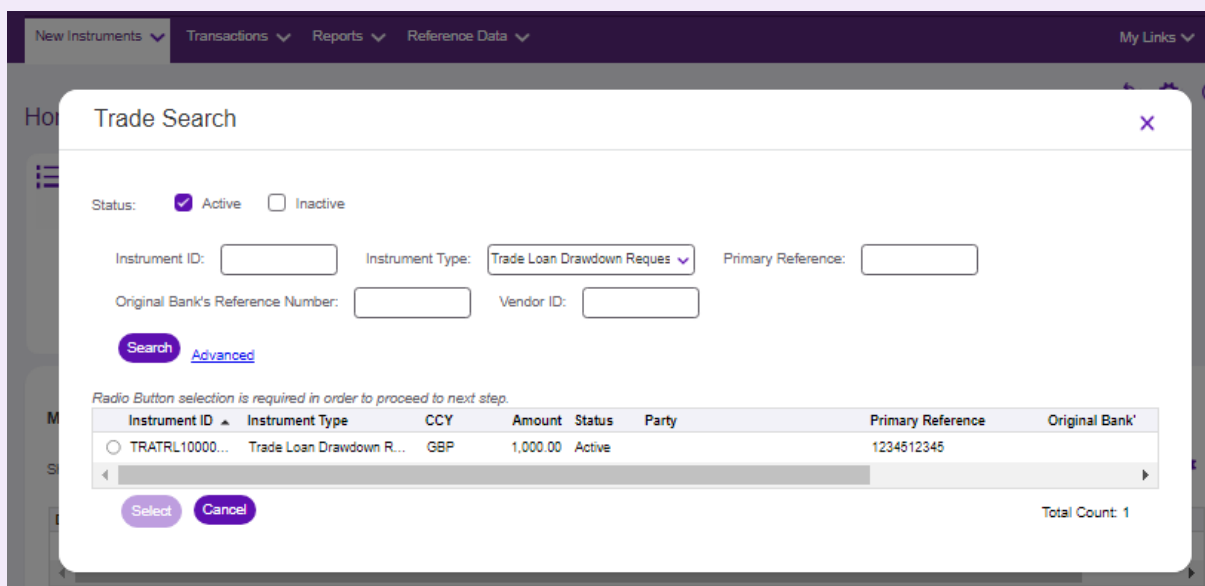 New Instruments Transactions Reports Reference Data My Links
Trade Search
Status: Active Inactive
Instrument ID: Instrument Type: Trade Loan Drawdown Reques Primary Reference:
Original Bank's Reference Number: Vendor ID:
Search Advanced
Radio Button selection is required in order to proceed to next step.
Instrument ID Instrument Type CCY Amount Status Party Primary Reference Original Bank'
TRATRL10000... Trade Loan Drawdown R... GBP 1,000.00 Active 1234512345
Select Cancel
Total Count: 1